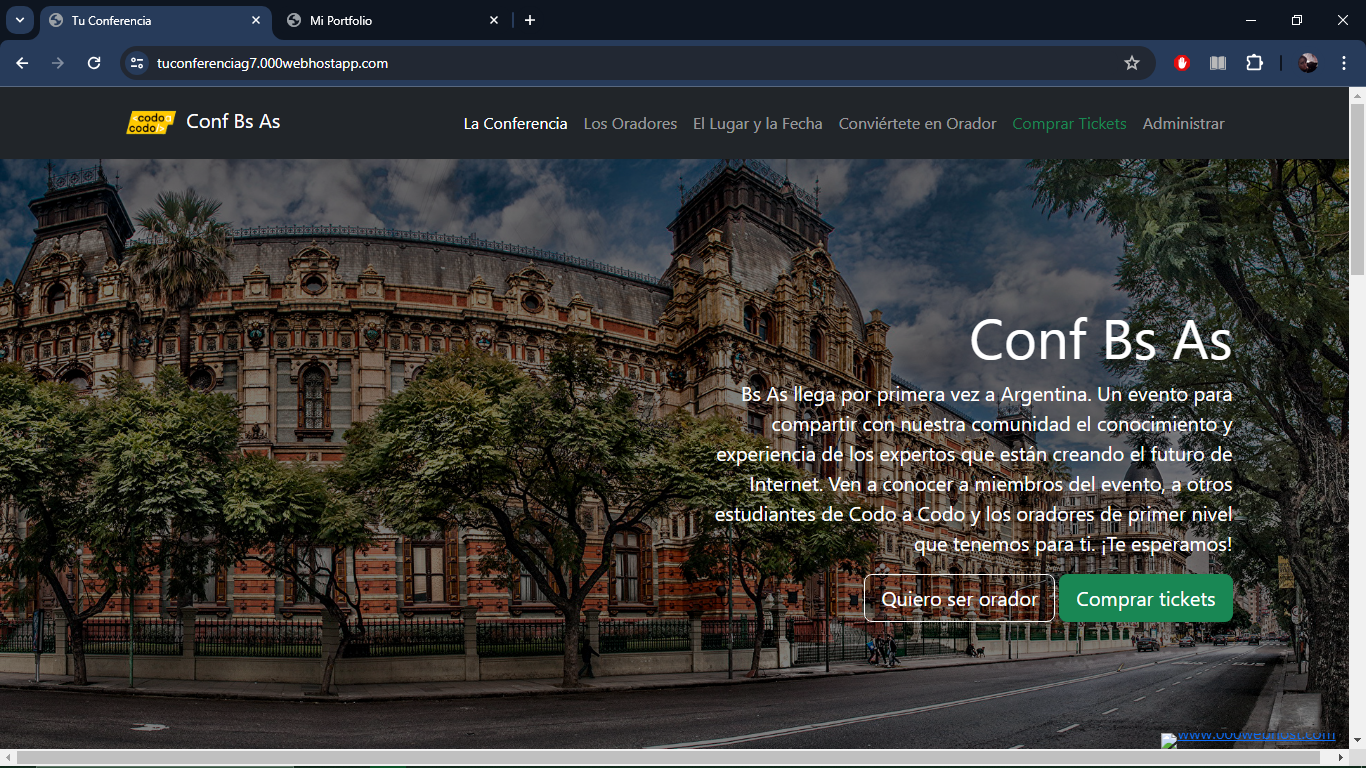 Tu Conferencia
Mi Portfolio
tuconferenciag7.000webhostapp.com
codo a
codo
Conf Bs As
La Conferencia
Los Oradores
El Lugar y la Fecha
Conviértete en Orador
Comprar Tickets
Administrar
Conf Bs As
Bs As llega por primera vez a Argentina. Un evento para
compartir con nuestra comunidad el conocimiento y
experiencia de los expertos que están creando el futuro de
Internet. Ven a conocer a miembros del evento, a otros
estudiantes de Codo a Codo y los oradores de primer nivel
que tenemos para ti. ¡Te esperamos!
Quiero ser orador
Comprar tickets
www.000webhost.com